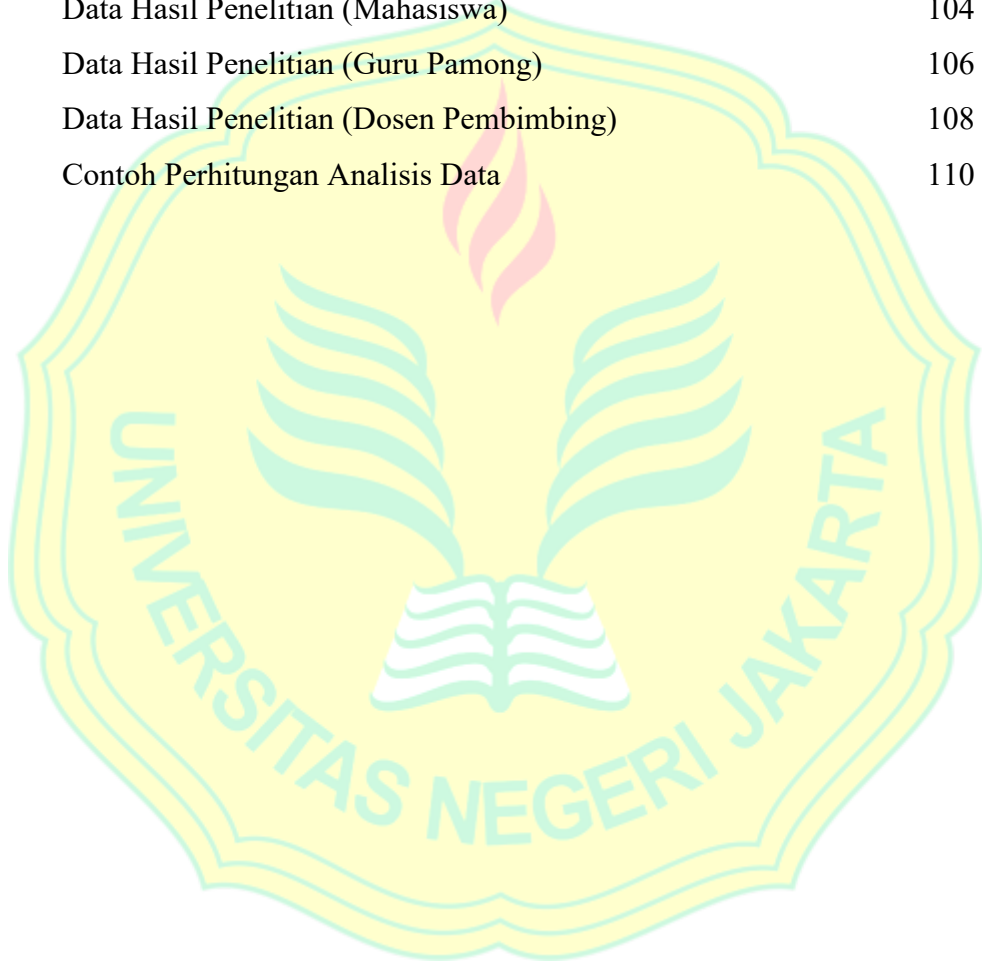 Data Hasil Penelitian (Mahasiswa) 104
Data Hasil Penelitian (Guru Pamong) 106
Data Hasil Penelitian (Dosen Pembimbing) 108
Contoh Perhitungan Analisis Data 110
UNIVERSITAS NEGERI JAKARTA